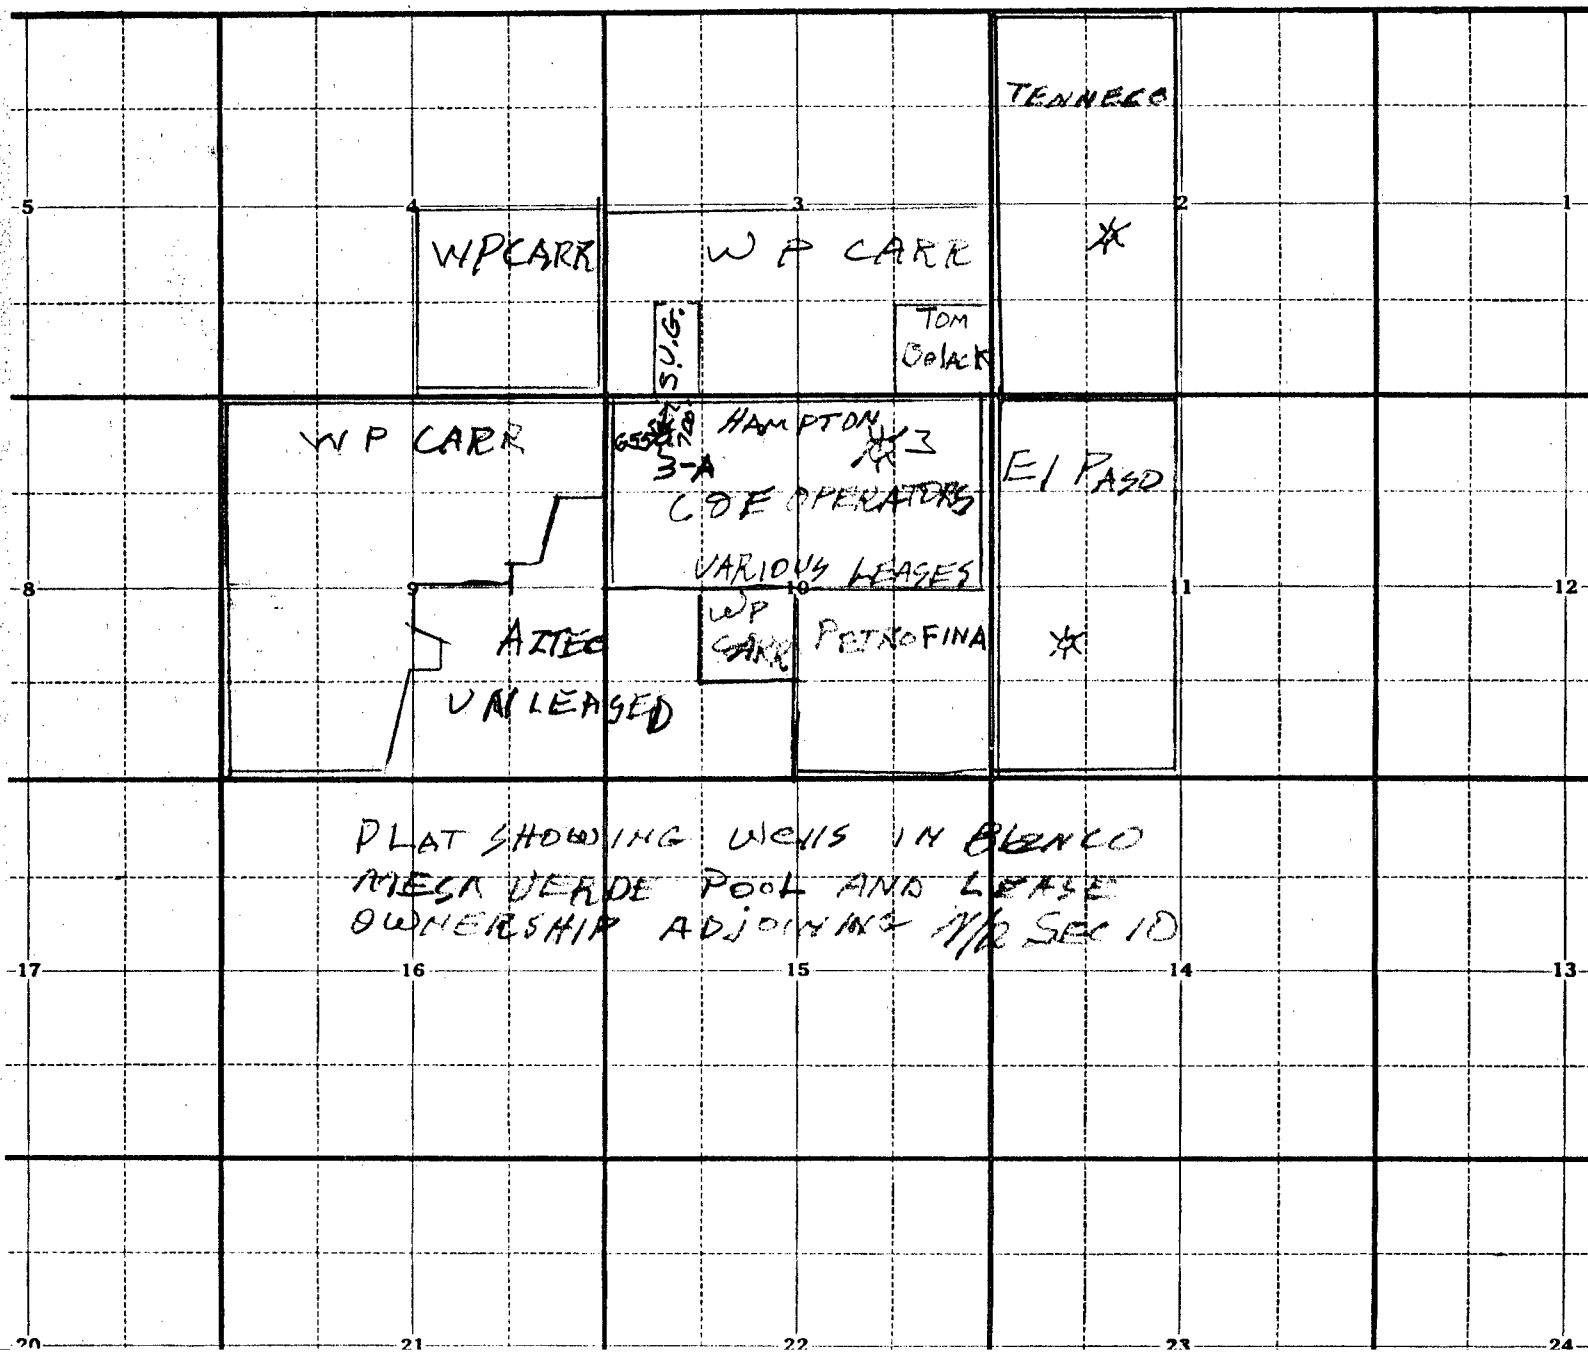 TENNECO
5 4 3 2 1
WPCARR
W P CARR
S.U.G.
TOM
BolAcK
W P CARR
655
700
HAMPTON
3
3-A
C & E OPERATORS
VARIOUS LEASES
El PASO
8 9 10 11 12
AZTEC
UNLEASED
WP
CARR
PETROFINA
PLAT SHOWING WellS IN BLANCO
MESA VERDE POOL AND LEASE
OWNERSHIP ADJOINING N/2 SEC 10
17 16 15 14 13
20 21 22 23 24